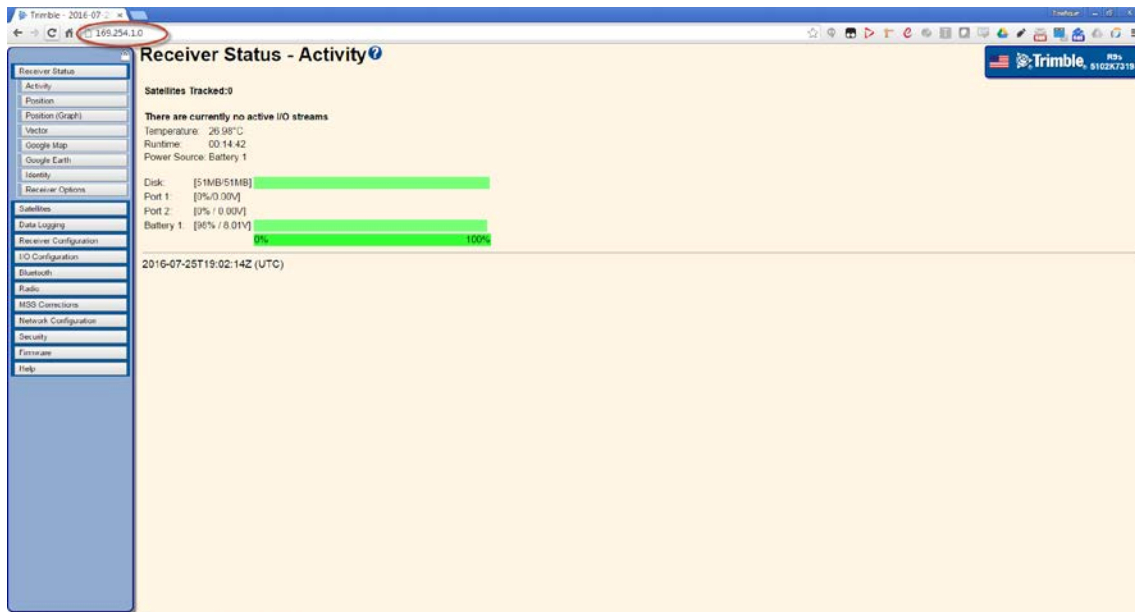 Trimble - 2016-07-2
169.254.1.0
Receiver Status - Activity?
Trimble. R9s
5102K7319
Receiver Status
Activity
Position
Position (Graph)
Vector
Google Map
Google Earth
Identity
Receiver Options
Satellites
Data Logging
Receiver Configuration
I/O Configuration
Bluetooth
Radio
MSS Corrections
Network Configuration
Security
Firmware
Help
Satellites Tracked:0
There are currently no active I/O streams
Temperature: 26.98°C
Runtime: 00:14:42
Power Source: Battery 1
Disk: [51MB/51MB]
Port 1: [0%/0.00V]
Port 2: [0% / 0.00V]
Battery 1: [96% / 8.01V]
0% 100%
2016-07-25T19:02:14Z (UTC)